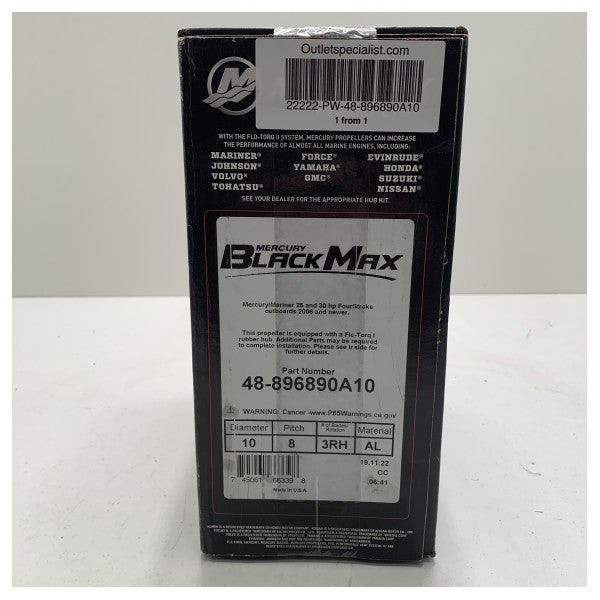 Outletspecialist.com
22222-PW-48-896890A10
1 from 1
WITH THE FLO-TORQ II SYSTEM, MERCURY PROPELLERS CAN INCREASE
THE PERFORMANCE OF ALMOST ALL MARINE ENGINES, INCLUDING:
MARINER® FORCE® EVINRUDE®
JOHNSON® YAMAHA® HONDA®
VOLVO® OMC® SUZUKI®
TOHATSU® NISSAN®
SEE YOUR DEALER FOR THE APPROPRIATE HUB KIT.
MERCURY
BLACKMAX
Mercury/Mariner 25 and 30 hp FourStroke
outboards 2006 and newer.
This propeller is equipped with a Flo-Torq I
rubber hub. Additional Parts may be required
to complete installation. Please see inside for
further details.
Part Number
48-896890A10
WARNING: Cancer -www.P65Warnings.ca.gov
Diameter Pitch # of Blades/ Rotation Material
10 8 3RH AL
19.11.22
CC
06:41
7 45061 66339 8
Made in U.S.A.